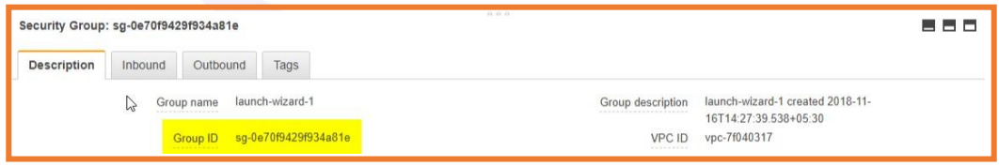 Security Group: sg-0e70f9429f934a81e
Description Inbound Outbound Tags
Group name launch-wizard-1 Group description launch-wizard-1 created 2018-11-
16T14:27:39.538+05:30
Group ID sg-0e70f9429f934a81e VPC ID vpc-7f040317